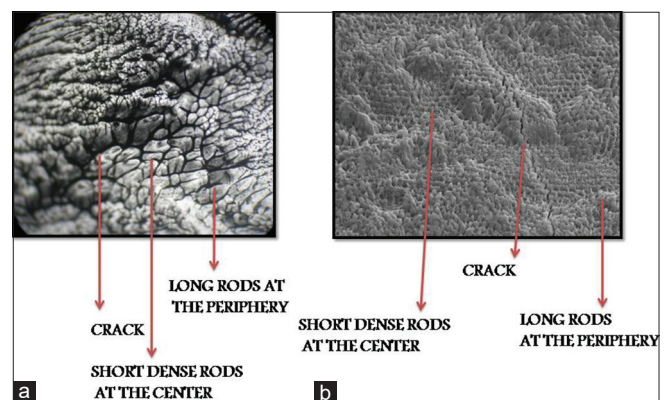 LONG RODS AT
THE PERIPHERY
CRACK
SHORT DENSE RODS
AT THE CENTER
a
CRACK
SHORT DENSE RODS
AT THE CENTER
LONG RODS
AT THE PERIPHERY
b